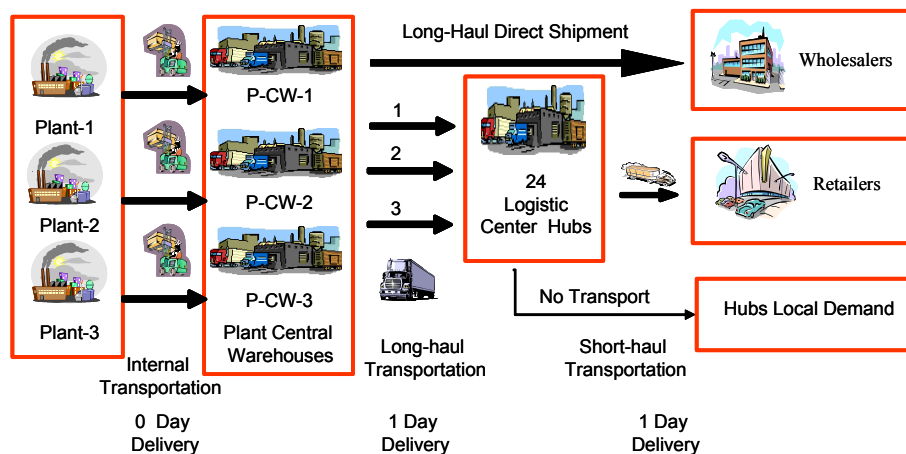 Plant-1
Plant-2
Plant-3
Internal
Transportation
0 Day
Delivery
P-CW-1
P-CW-2
P-CW-3
Plant Central
Warehouses
Long-Haul Direct Shipment
1
2
3
Long-haul
Transportation
1 Day
Delivery
24
Logistic
Center Hubs
No Transport
Short-haul
Transportation
1 Day
Delivery
Wholesalers
Retailers
Hubs Local Demand